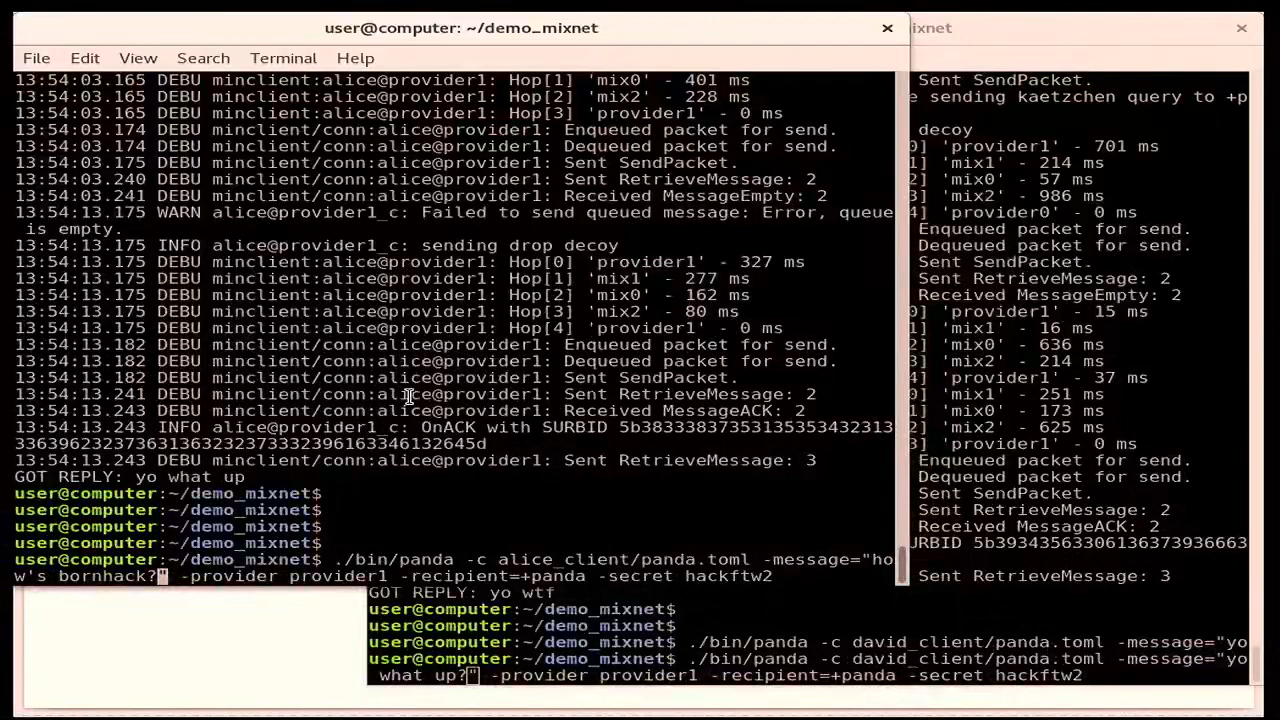 user@computer: ~/demo_mixnet
×
File Edit View Search Terminal Help
13:54:03.165 DEBU minclient:alice@provider1: Hop[1] 'mix0' - 401 ms
13:54:03.165 DEBU minclient:alice@provider1: Hop[2] 'mix2' - 228 ms
13:54:03.165 DEBU minclient:alice@provider1: Hop[3] 'provider1' - 0 ms
13:54:03.174 DEBU minclient/conn:alice@provider1: Enqueued packet for send.
13:54:03.174 DEBU minclient/conn:alice@provider1: Dequeued packet for send.
13:54:03.175 DEBU minclient/conn:alice@provider1: Sent SendPacket.
13:54:03.240 DEBU minclient/conn:alice@provider1: Sent RetrieveMessage: 2
13:54:03.241 DEBU minclient/conn:alice@provider1: Received MessageEmpty: 2
13:54:13.175 WARN alice@provider1_c: Failed to send queued message: Error, queue
is empty.
13:54:13.175 INFO alice@provider1_c: sending drop decoy
13:54:13.175 DEBU minclient:alice@provider1: Hop[0] 'provider1' - 327 ms
13:54:13.175 DEBU minclient:alice@provider1: Hop[1] 'mix1' - 277 ms
13:54:13.175 DEBU minclient:alice@provider1: Hop[2] 'mix0' - 162 ms
13:54:13.175 DEBU minclient:alice@provider1: Hop[3] 'mix2' - 80 ms
13:54:13.175 DEBU minclient:alice@provider1: Hop[4] 'provider1' - 0 ms
13:54:13.182 DEBU minclient/conn:alice@provider1: Enqueued packet for send.
13:54:13.182 DEBU minclient/conn:alice@provider1: Dequeued packet for send.
13:54:13.182 DEBU minclient/conn:alice@provider1: Sent SendPacket.
13:54:13.241 DEBU minclient/conn:alice@provider1: Sent RetrieveMessage: 2
13:54:13.243 DEBU minclient/conn:alice@provider1: Received MessageACK: 2
13:54:13.243 INFO alice@provider1_c: OnACK with SURBID 5b383338373531353534323 13
33639623237363136323237333239616334613264 5d
13:54:13.243 DEBU minclient/conn:alice@provider1: Sent RetrieveMessage: 3
GOT REPLY: yo what up
user@computer:~/demo_mixnet$
user@computer:~/demo_mixnet$
user@computer:~/demo_mixnet$
user@computer:~/demo_mixnet$
user@computer:~/demo_mixnet$ ./bin/panda -c alice_client/panda.toml -message="ho
w's bornhack?" -provider provider1 -recipient=+panda -secret hackftw2
mixnet
×
Sent SendPacket.
e sending kaetzchen query to +p
decoy
0] 'provider1' - 701 ms
1] 'mix1' - 214 ms
2] 'mix0' - 57 ms
3] 'mix2' - 986 ms
4] 'provider0' - 0 ms
Enqueued packet for send.
Dequeued packet for send.
Sent SendPacket.
Sent RetrieveMessage: 2
Received MessageEmpty: 2
0] 'provider1' - 15 ms
1] 'mix1' - 16 ms
2] 'mix0' - 636 ms
3] 'mix2' - 214 ms
4] 'provider1' - 37 ms
1] 'mix1' - 251 ms
2] 'mix0' - 173 ms
2] 'mix2' - 625 ms
3] 'provider1' - 0 ms
Enqueued packet for send.
Dequeued packet for send.
Sent SendPacket.
Sent RetrieveMessage: 2
Received MessageACK: 2
URBID 5b393435633061363739366 63
Sent RetrieveMessage: 3
GOT REPLY: yo wtf
user@computer:~/demo_mixnet$
user@computer:~/demo_mixnet$
user@computer:~/demo_mixnet$ ./bin/panda -c david_client/panda.toml -message="yo
user@computer:~/demo_mixnet$ ./bin/panda -c david_client/panda.toml -message="yo
what up?" -provider provider1 -recipient=+panda -secret hackftw2